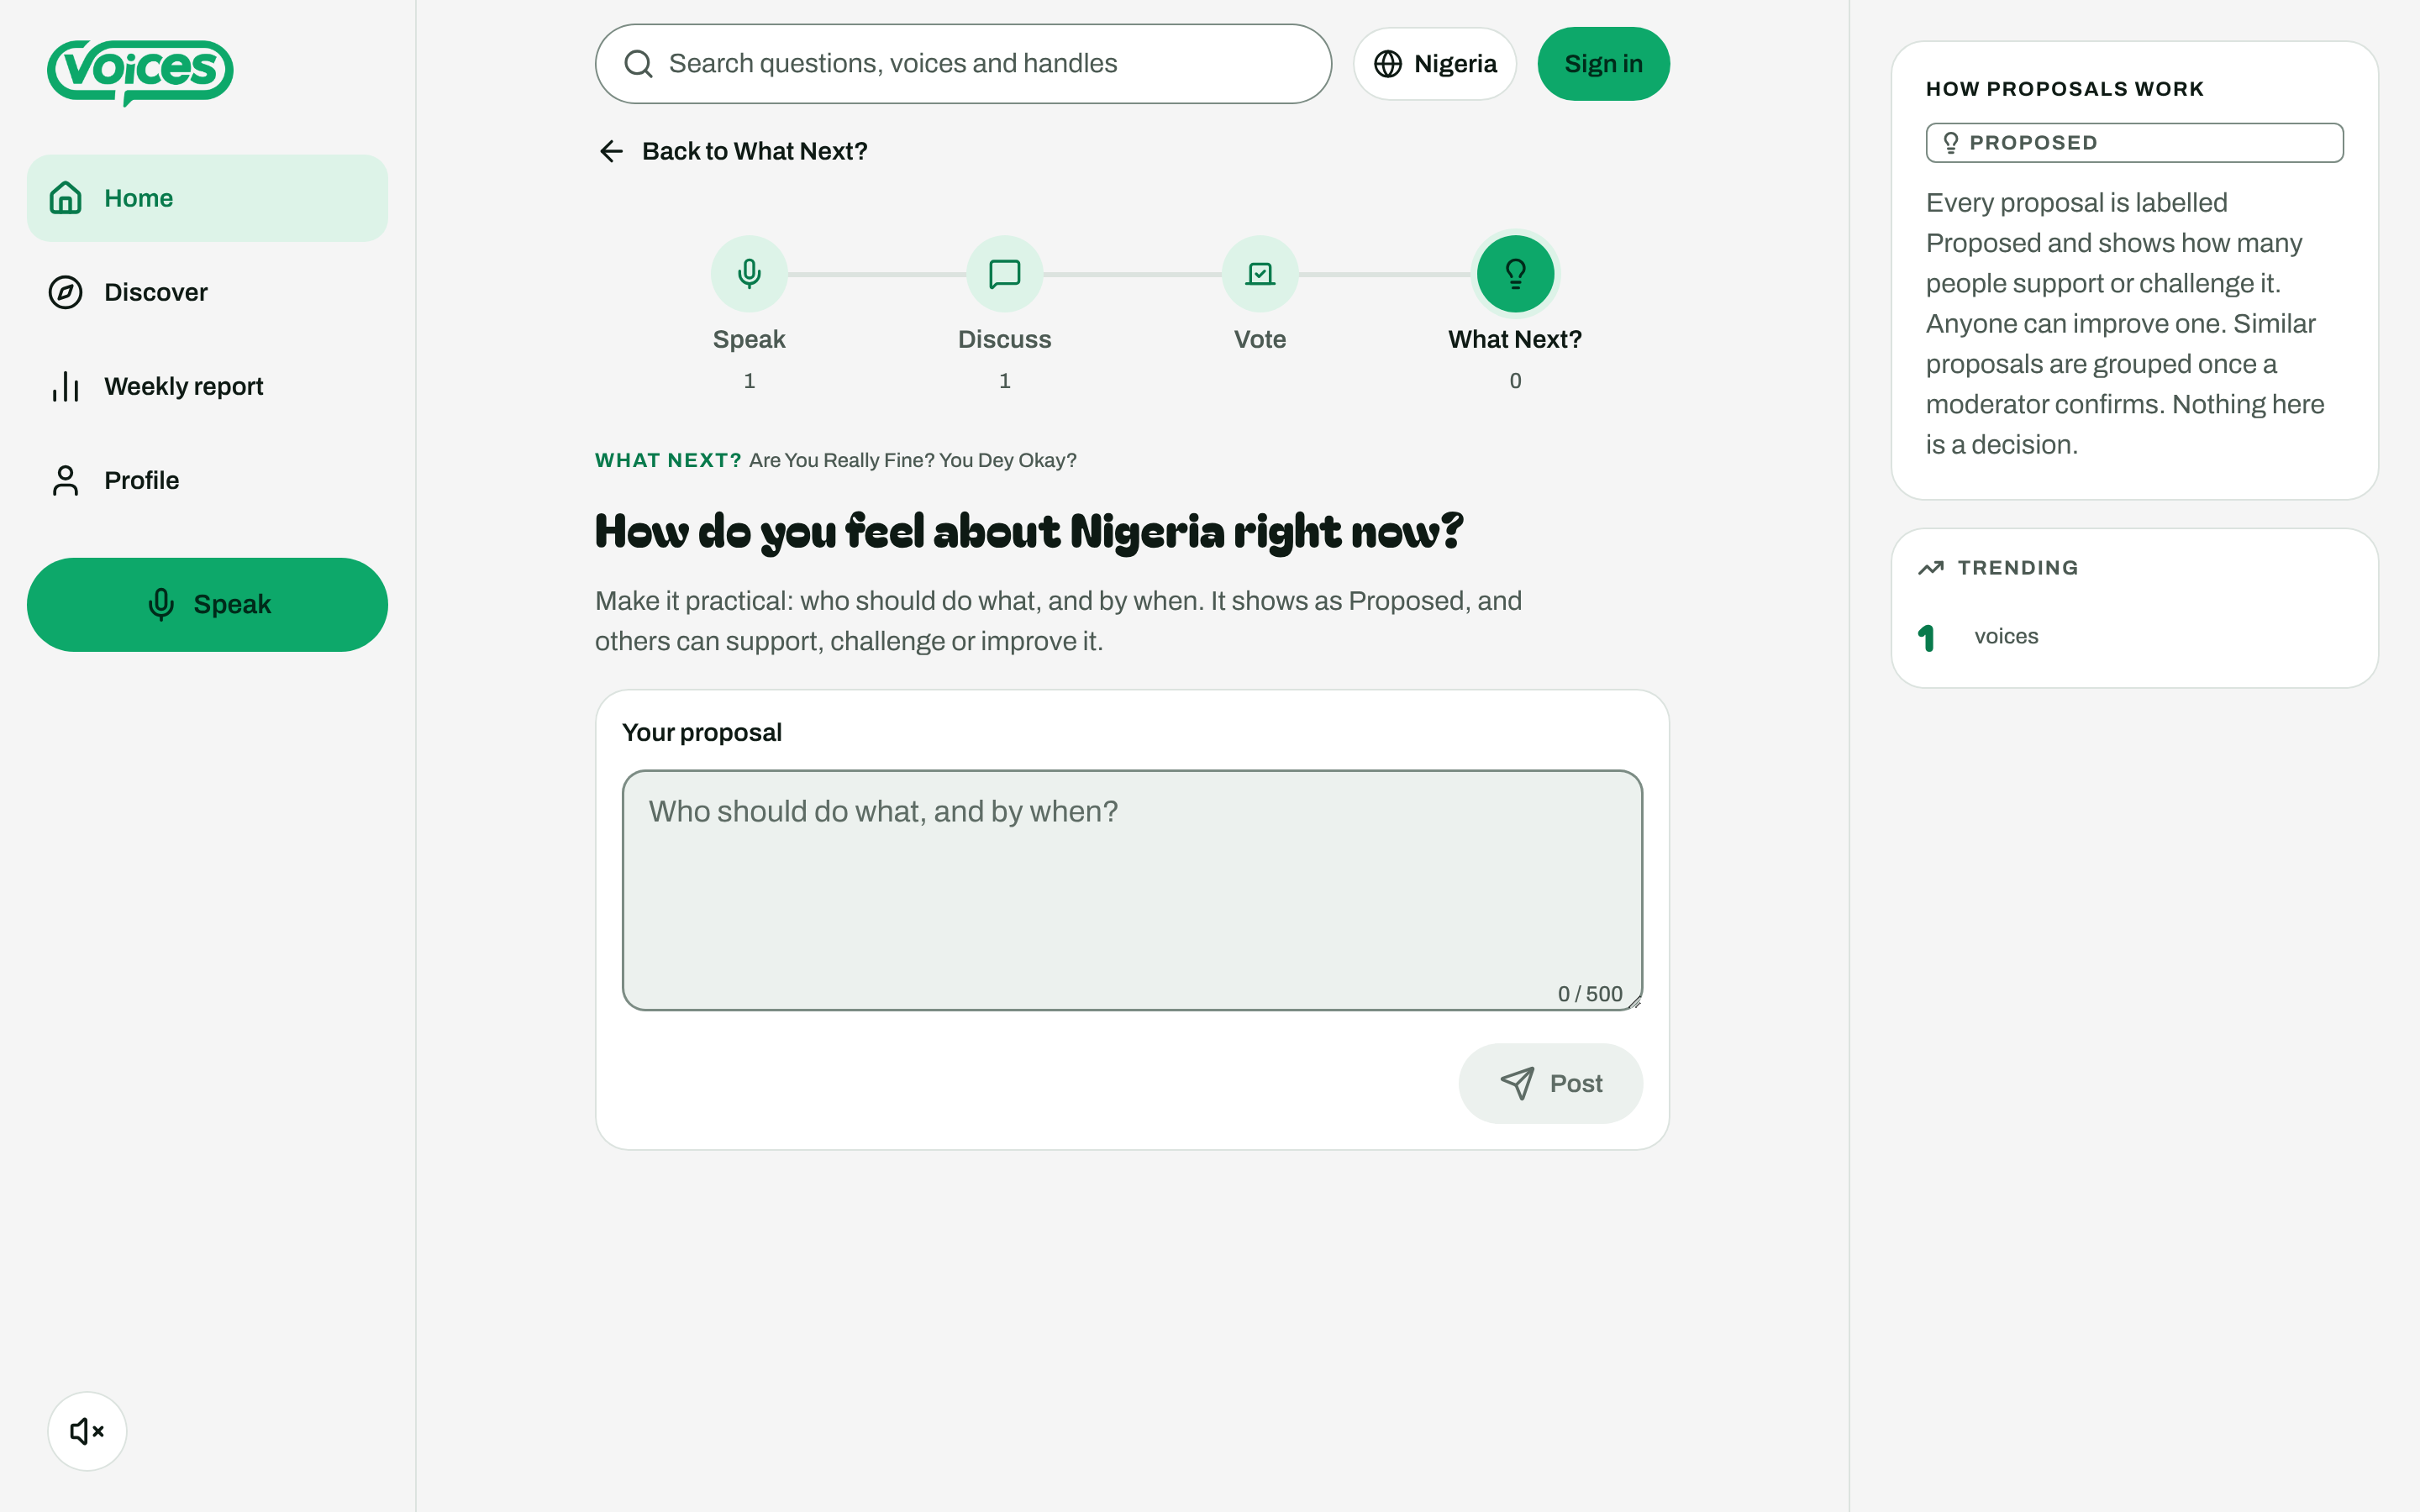 voices
Home
Discover
Weekly report
Profile
Speak
Search questions, voices and handles
Nigeria
Sign in
Back to What Next?
Speak
1
Discuss
1
Vote
What Next?
0
WHAT NEXT? Are You Really Fine? You Dey Okay?
How do you feel about Nigeria right now?
Make it practical: who should do what, and by when. It shows as Proposed, and
others can support, challenge or improve it.
Your proposal
Who should do what, and by when?
0 / 500
Post
HOW PROPOSALS WORK
PROPOSED
Every proposal is labelled
Proposed and shows how many
people support or challenge it.
Anyone can improve one. Similar
proposals are grouped once a
moderator confirms. Nothing here
is a decision.
TRENDING
1 voices